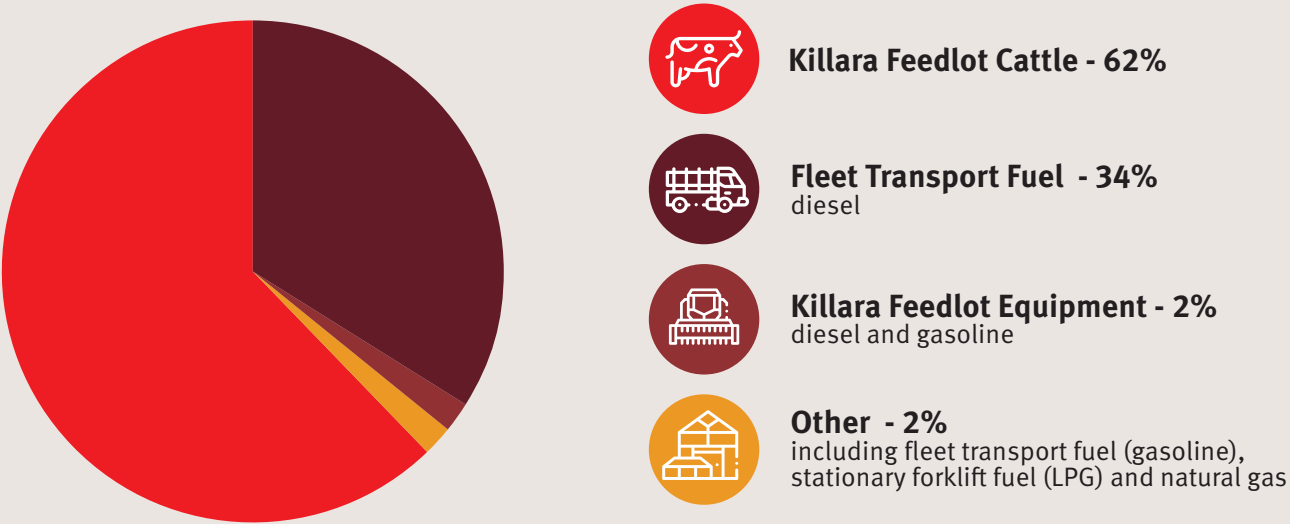 Killara Feedlot Cattle - 62%
Fleet Transport Fuel  - 34%
diesel
Killara Feedlot Equipment - 2%
diesel and gasoline
Other  - 2%
including fleet transport fuel (gasoline),
stationary forklift fuel (LPG) and natural gas